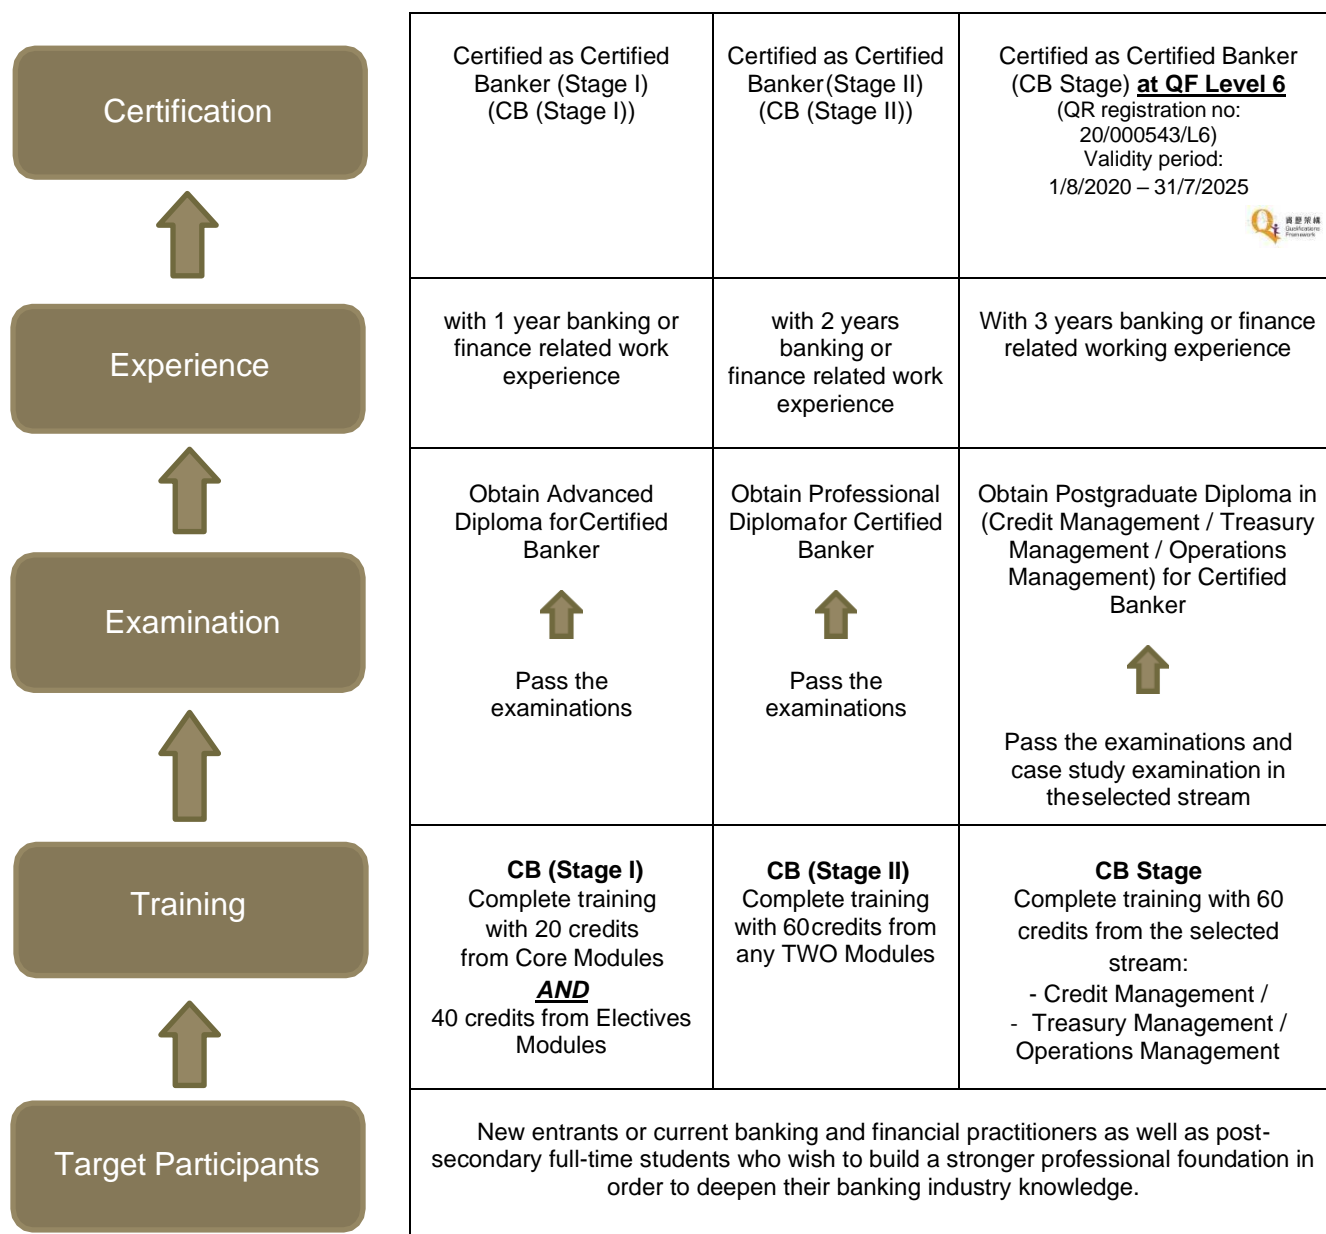 Certification
Certified as Certified
Banker (Stage I)
(CB (Stage I))
Certified as Certified
Banker(Stage II)
(CB (Stage II))
Certified as Certified Banker
(CB Stage) at QF Level 6
(QR registration no:
20/000543/L6)
Validity period:
1/8/2020 – 31/7/2025
資歷架構
Qualifications
Framework
Experience
with 1 year banking or
finance related work
experience
with 2 years
banking or
finance related work
experience
With 3 years banking or finance
related working experience
Examination
Obtain Advanced
Diploma forCertified
Banker
Pass the
examinations
Obtain Professional
Diplomafor Certified
Banker
Pass the
examinations
Obtain Postgraduate Diploma in
(Credit Management / Treasury
Management / Operations
Management) for Certified
Banker
Pass the examinations and
case study examination in
theselected stream
Training
CB (Stage I)
Complete training
with 20 credits
from Core Modules
AND
40 credits from Electives
Modules
CB (Stage II)
Complete training
with 60credits from
any TWO Modules
CB Stage
Complete training with 60
credits from the selected
stream:
- Credit Management /
- Treasury Management /
Operations Management
Target Participants
New entrants or current banking and financial practitioners as well as post-
secondary full-time students who wish to build a stronger professional foundation in
order to deepen their banking industry knowledge.